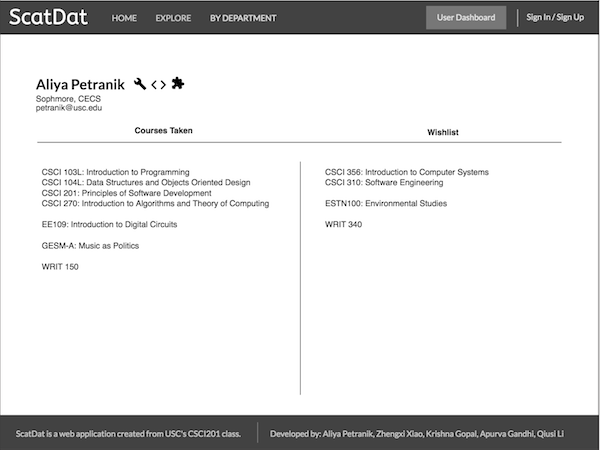 ScatDat HOME EXPLORE BY DEPARTMENT User Dashboard Sign In / Sign Up
Aliya Petranik
Sophmore, CECS
petranik@usc.edu
Courses Taken
Wishlist
CSCI 103L: Introduction to Programming
CSCI 104L: Data Structures and Objects Oriented Design
CSCI 201: Principles of Software Development
CSCI 270: Introduction to Algorithms and Theory of Computing
EE109: Introduction to Digital Circuits
GESM-A: Music as Politics
WRIT 150
CSCI 356: Introduction to Computer Systems
CSCI 310: Software Engineering
ESTN100: Environmental Studies
WRIT 340
ScatDat is a web application created from USC's CSCI201 class.
Developed by: Aliya Petranik, Zhengxi Xiao, Krishna Gopal, Apurva Gandhi, Qiusi Li